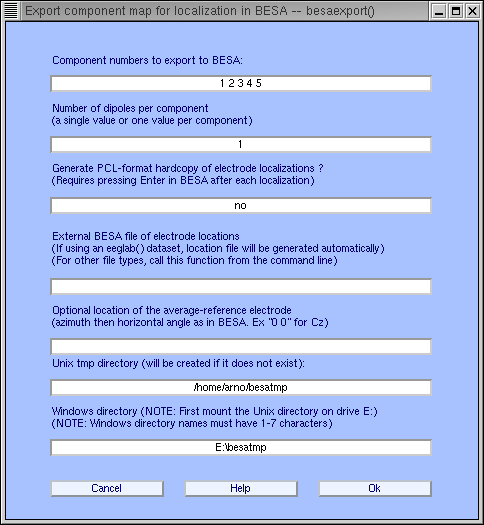 Export component map for localization in BESA -- besaexport()
Component numbers to export to BESA:
1 2 3 4 5
Number of dipoles per component
(a single value or one value per component)
1
Generate PCL-format hardcopy of electrode localizations ?
(Requires pressing Enter in BESA after each localization)
no
External BESA file of electrode locations
(If using an eeglab() dataset, location file will be generated automatically)
(For other file types, call this function from the command line)
Optional location of the average-reference electrode
(azimuth then horizontal angle as in BESA. Ex "0 0" for Cz)
Unix tmp directory (will be created if it does not exist):
/home/arno/besatmp
Windows directory (NOTE: First mount the Unix directory on drive E:)
(NOTE: Windows directory names must have 1-7 characters)
E:\besatmp
Cancel Help Ok